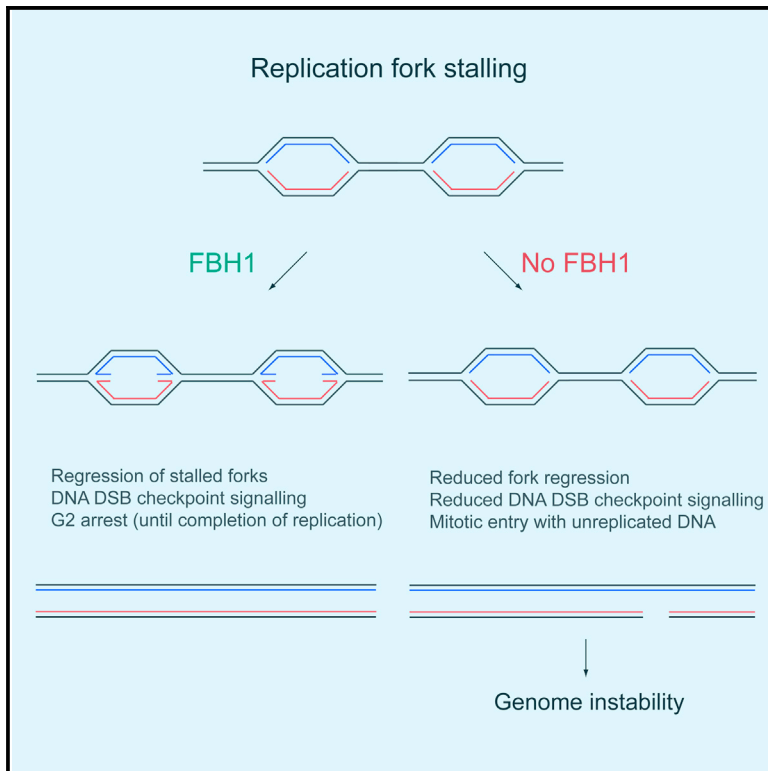 Replication fork stalling
FBH1
No FBH1
Regression of stalled forks
DNA DSB checkpoint signalling
G2 arrest (until completion of replication)
Reduced fork regression
Reduced DNA DSB checkpoint signalling
Mitotic entry with unreplicated DNA
Genome instability